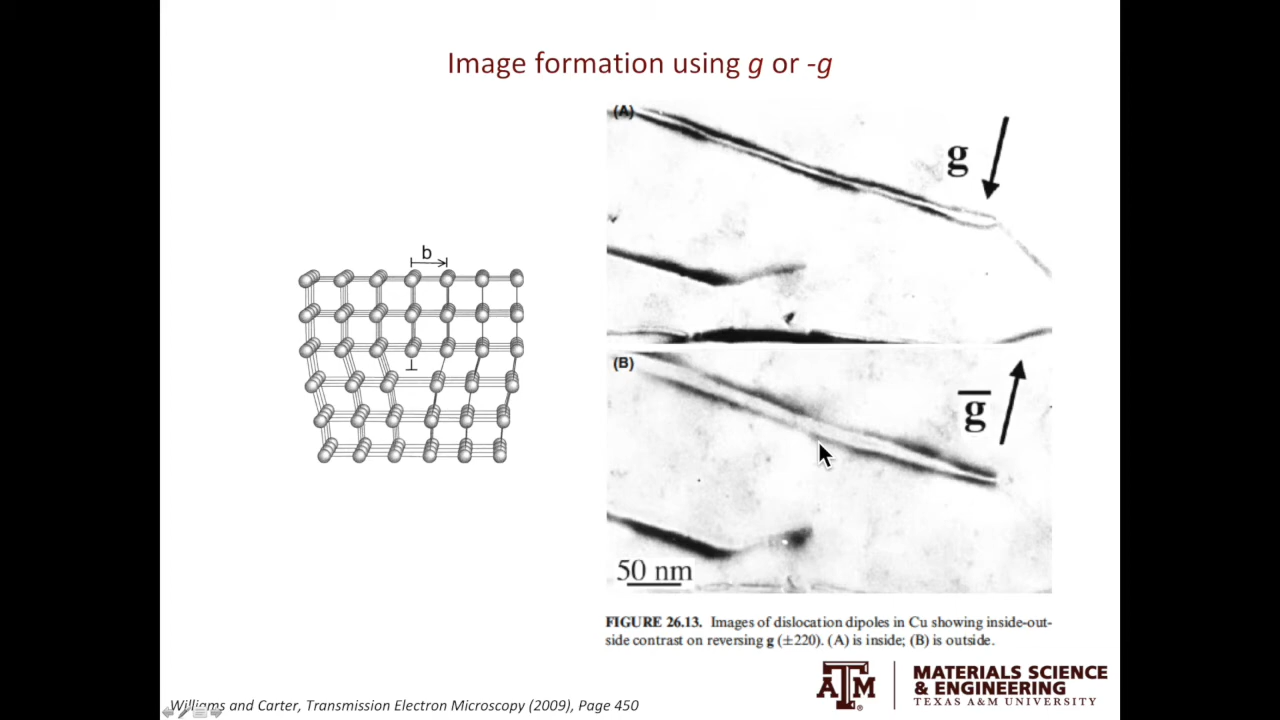 Image formation using g or -g
b
⊥
(A)
g
(B)
g̅
50 nm
FIGURE 26.13. Images of dislocation dipoles in Cu showing inside-out-
side contrast on reversing g (±220). (A) is inside; (B) is outside.
Williams and Carter, Transmission Electron Microscopy (2009), Page 450
ATM
MATERIALS SCIENCE
& ENGINEERING
TEXAS A&M UNIVERSITY